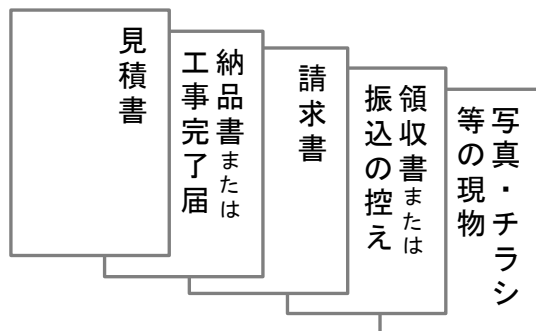 見積書
納品書または
工事完了届
請求書
領収書または
振込の控え
写真・チラシ
等の現物